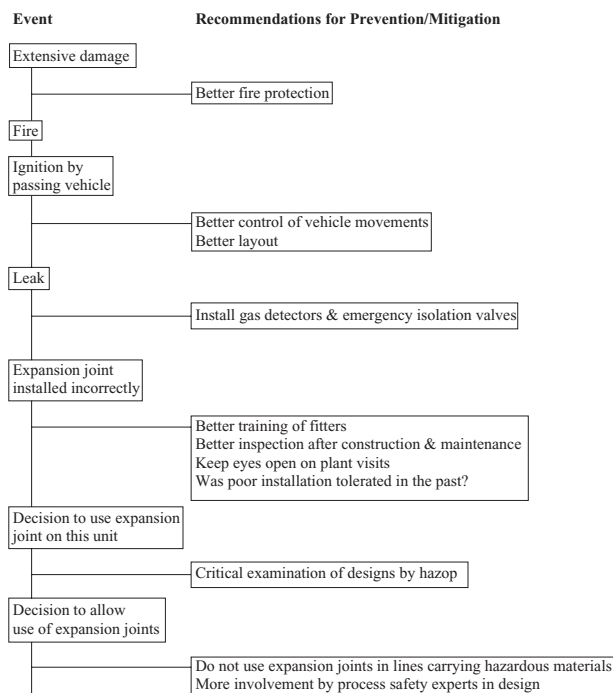 Event Recommendations for Prevention/Mitigation
Extensive damage
Better fire protection
Fire
Ignition by
passing vehicle
Better control of vehicle movements
Better layout
Leak
Install gas detectors & emergency isolation valves
Expansion joint
installed incorrectly
Better training of fitters
Better inspection after construction & maintenance
Keep eyes open on plant visits
Was poor installation tolerated in the past?
Decision to use expansion
joint on this unit
Critical examination of designs by hazop
Decision to allow
use of expansion joints
Do not use expansion joints in lines carrying hazardous materials
More involvement by process safety experts in design